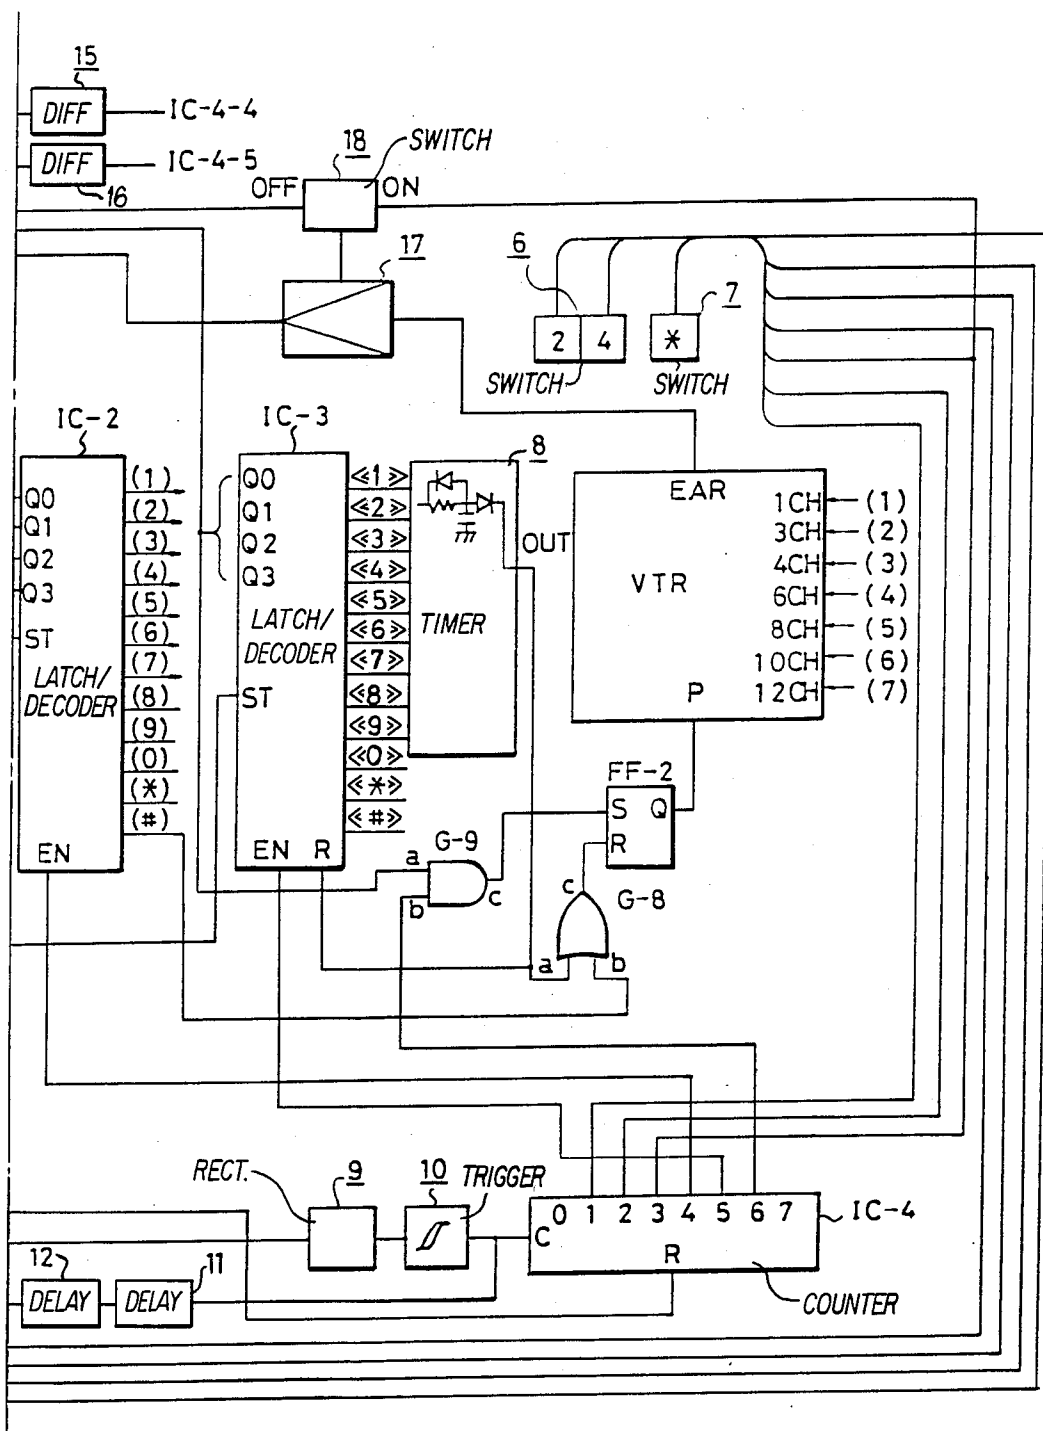 15
DIFF
IC-4-4
DIFF
IC-4-5
16
18
SWITCH
OFF
ON
17
6
7
2
4
*
SWITCH
SWITCH
IC-2
IC-3
8
(1)
(2)
(3)
(4)
(5)
(6)
(7)
(8)
(9)
(0)
(*)
(#)
Q0
Q1
Q2
Q3
ST
LATCH/
DECODER
EN
Q0
Q1
Q2
Q3
LATCH/
DECODER
ST
EN
R
≪1≫
≪2≫
≪3≫
≪4≫
≪5≫
≪6≫
≪7≫
≪8≫
≪9≫
≪0≫
≪*≫
≪#≫
TIMER
OUT
EAR
VTR
P
1CH
(1)
3CH
(2)
4CH
(3)
6CH
(4)
8CH
(5)
10CH
(6)
12CH
(7)
FF-2
S
Q
R
G-9
a
b
c
G-8
c
a
b
RECT.
9
10
TRIGGER
C
0
1
2
3
4
5
6
7
R
IC-4
COUNTER
12
11
DELAY
DELAY